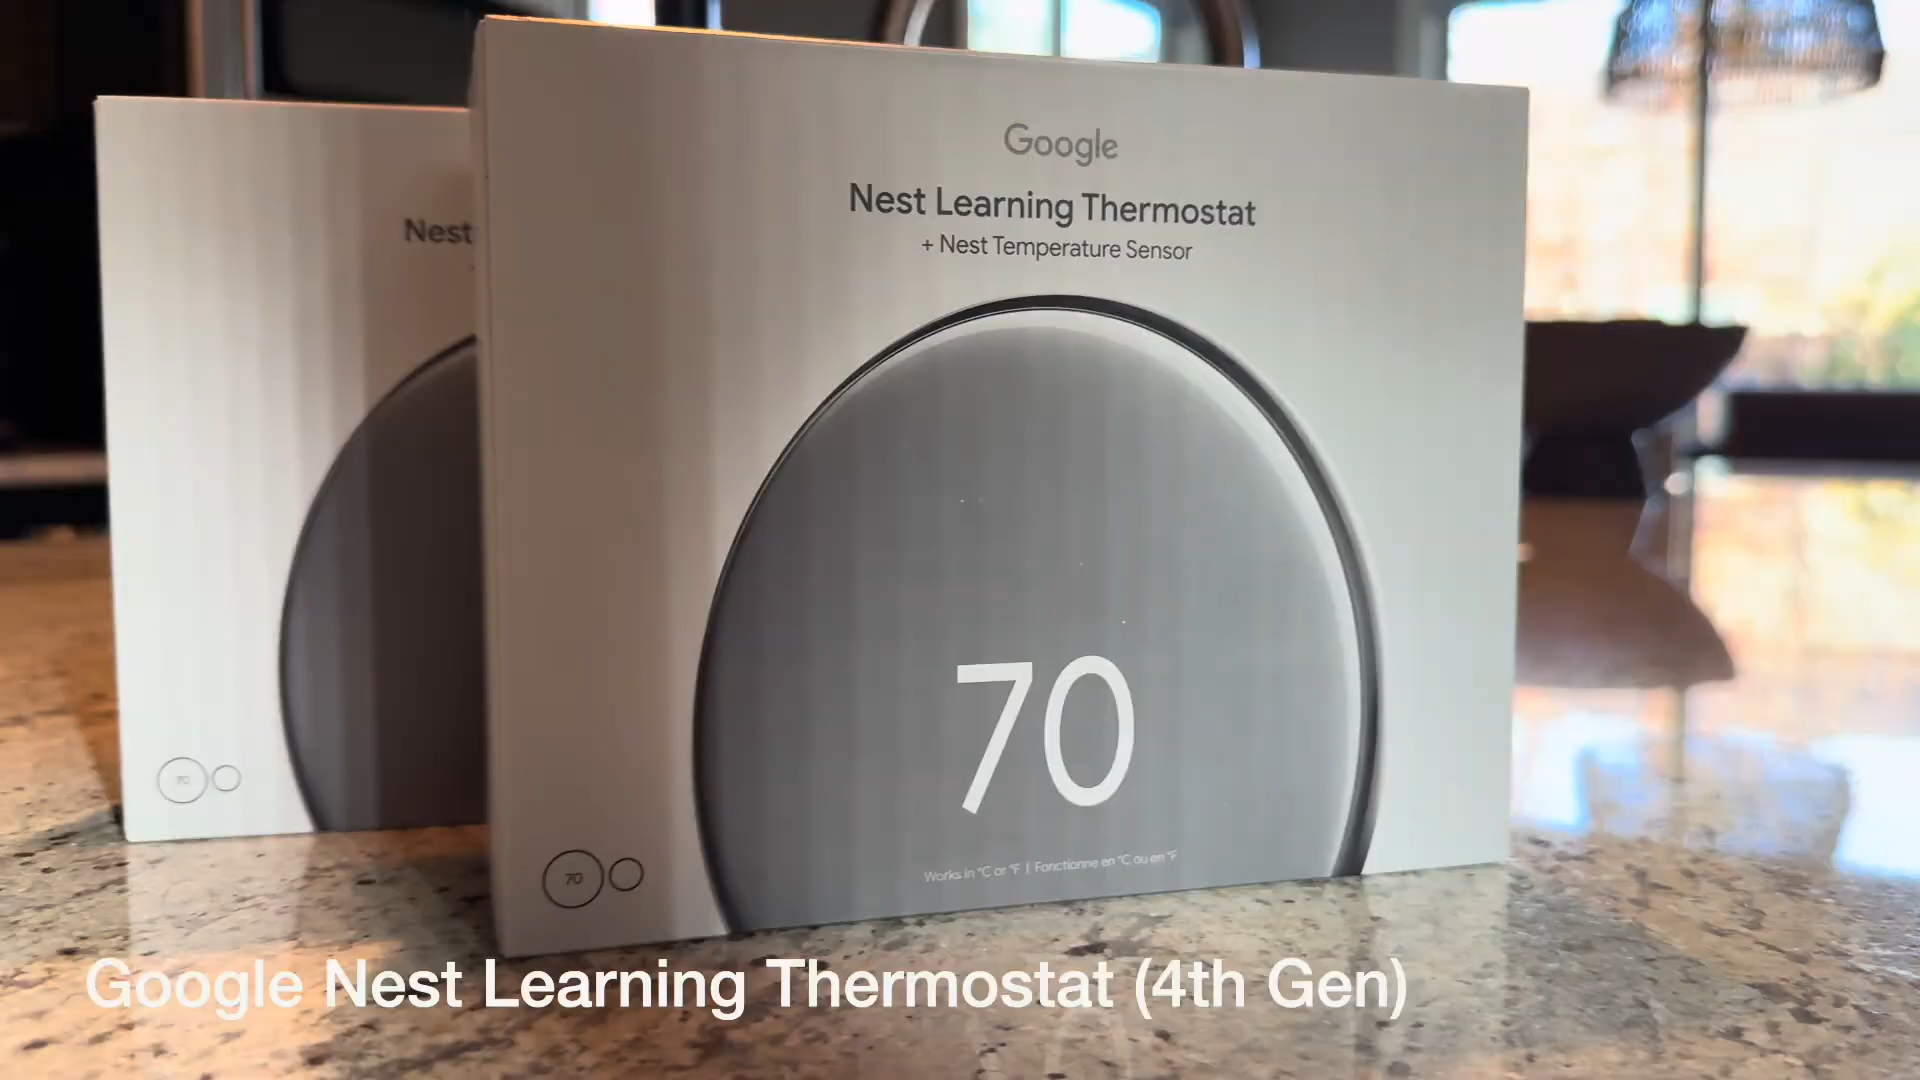 Google
Nest Learning Thermostat
+ Nest Temperature Sensor
Nest
70
Works in °C or °F | Fonctionne en °C ou en °F
70
70
Google Nest Learning Thermostat (4th Gen)